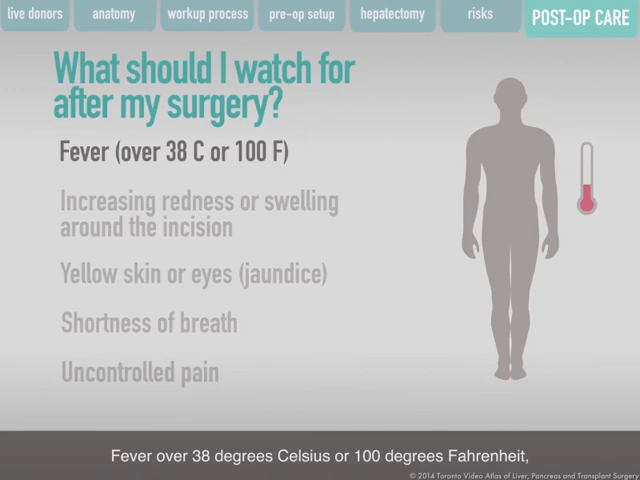 live donors
anatomy
workup process
pre-op setup
hepatectomy
risks
POST-OP CARE
What should I watch for
after my surgery?
Fever (over 38 C or 100 F)
Increasing redness or swelling
around the incision
Yellow skin or eyes (jaundice)
Shortness of breath
Uncontrolled pain
Fever over 38 degrees Celsius or 100 degrees Fahrenheit,
© 2014 Toronto Video Atlas of Liver, Pancreas and Transplant Surgery